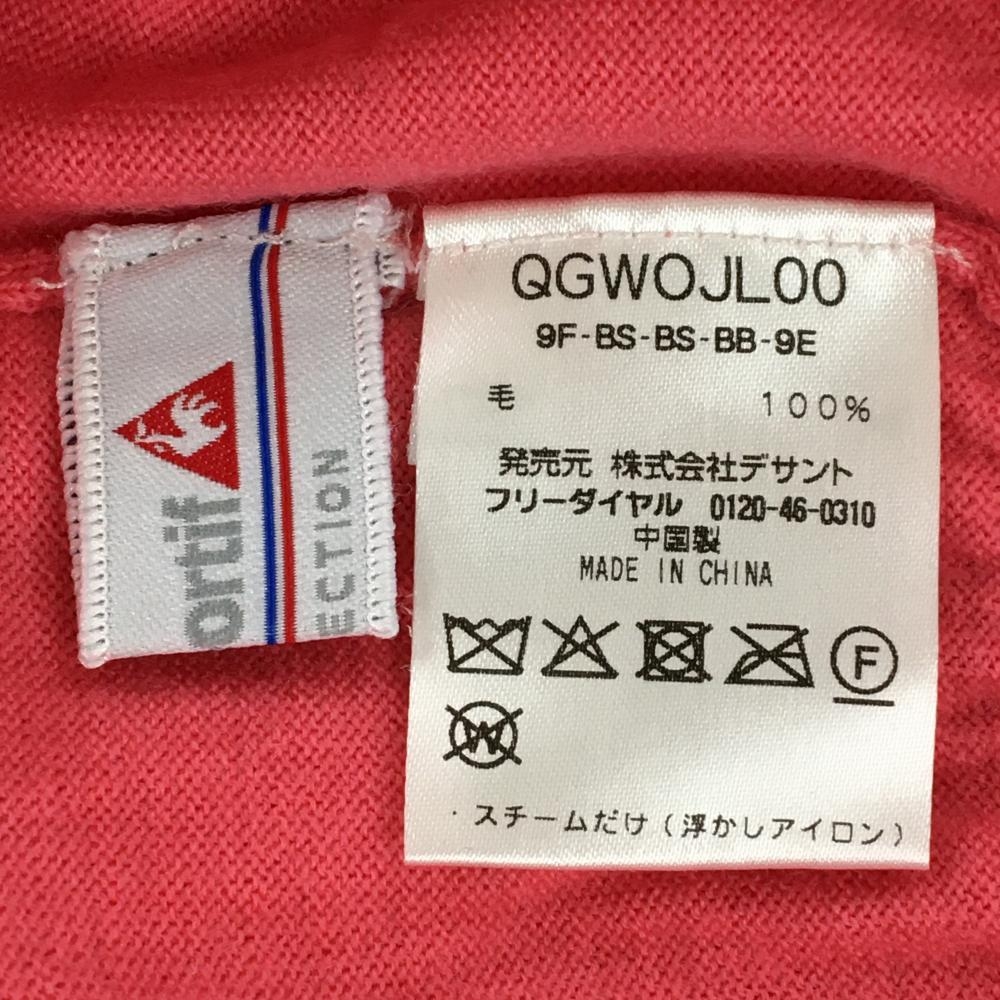 QGWOJL00
9F-BS-BS-BB-9E
毛 100%
発売元 株式会社デサント
フリーダイヤル 0120-46-0310
中国製
MADE IN CHINA
F
W
・スチームだけ(浮かしアイロン)
ortif
ECTION